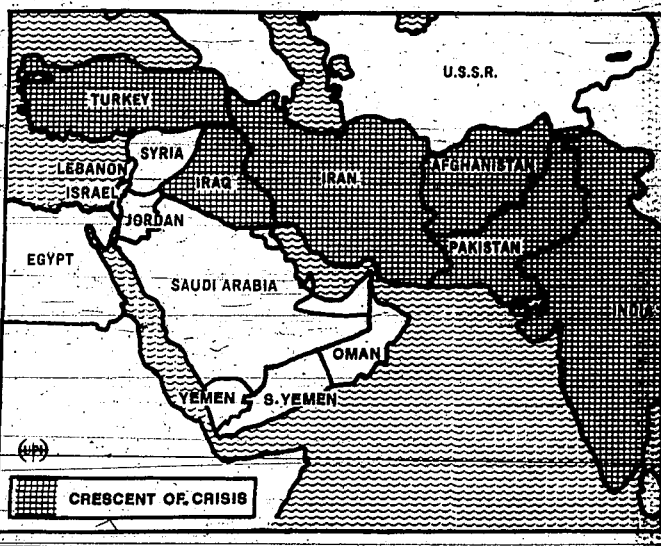 U.S.S.R.
TURKEY
SYRIA
LEBANON
ISRAEL
IRAQ
IRAN
AFGHANISTAN
JORDAN
PAKISTAN
EGYPT
SAUDI ARABIA
INDIA
OMAN
YEMEN
S. YEMEN
(UPI)
CRESCENT OF CRISIS